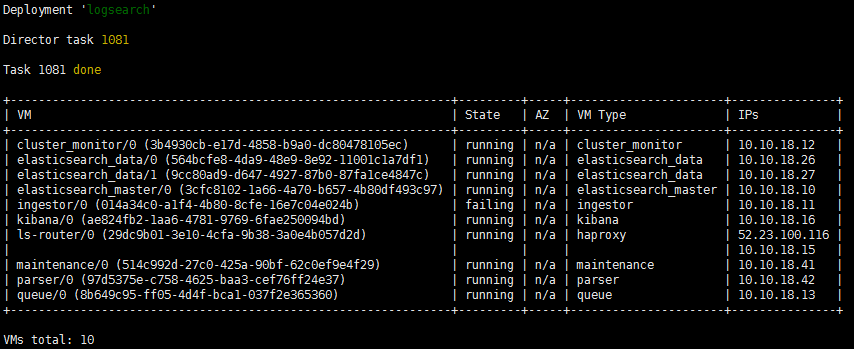 Deployment 'logsearch'
Director task 1081
Task 1081 done
+---------------------------------------------------------+---------+-----+----------------------+---------------+
| VM | State | AZ | VM Type | IPs |
+---------------------------------------------------------+---------+-----+----------------------+---------------+
| cluster_monitor/0 (3b4930cb-e17d-4858-b9a0-dc80478105ec) | running | n/a | cluster_monitor | 10.10.18.12 |
| elasticsearch_data/0 (564bcfe8-4da9-48e9-8e92-11001c1a7df1) | running | n/a | elasticsearch_data | 10.10.18.26 |
| elasticsearch_data/1 (9cc80ad9-d647-4927-87b0-87fa1ce4847c) | running | n/a | elasticsearch_data | 10.10.18.27 |
| elasticsearch_master/0 (3cfc8102-1a66-4a70-b657-4b80df493c97) | running | n/a | elasticsearch_master | 10.10.18.10 |
| ingestor/0 (014a34c0-a1f4-4b80-8cfe-16e7c04e024b) | failing | n/a | ingestor | 10.10.18.11 |
| kibana/0 (ae824fb2-1aa6-4781-9769-6fae250094bd) | running | n/a | kibana | 10.10.18.16 |
| ls-router/0 (29dc9b01-3e10-4cfa-9b38-3a0e4b057d2d) | running | n/a | haproxy | 52.23.100.116 |
| | | | | 10.10.18.15 |
| maintenance/0 (514c992d-27c0-425a-90bf-62c0ef9e4f29) | running | n/a | maintenance | 10.10.18.41 |
| parser/0 (97d5375e-c758-4625-baa3-cef76ff24e37) | running | n/a | parser | 10.10.18.42 |
| queue/0 (8b649c95-ff05-4d4f-bca1-037f2e365360) | running | n/a | queue | 10.10.18.13 |
+---------------------------------------------------------+---------+-----+----------------------+---------------+
VMs total: 10